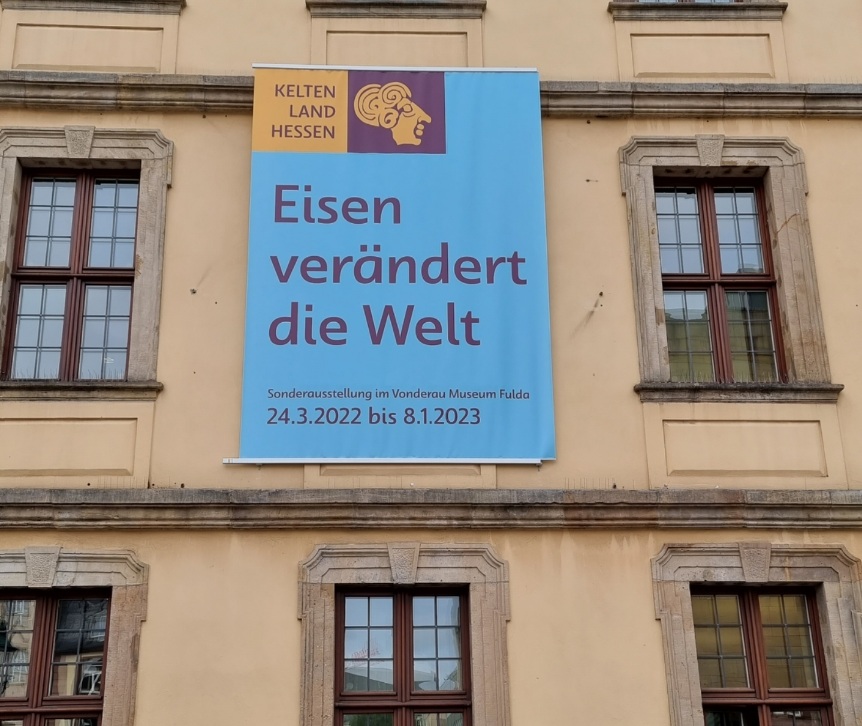 KELTEN
LAND
HESSEN
Eisen
verändert
die Welt
Sonderausstellung im Vonderau Museum Fulda
24.3.2022 bis 8.1.2023